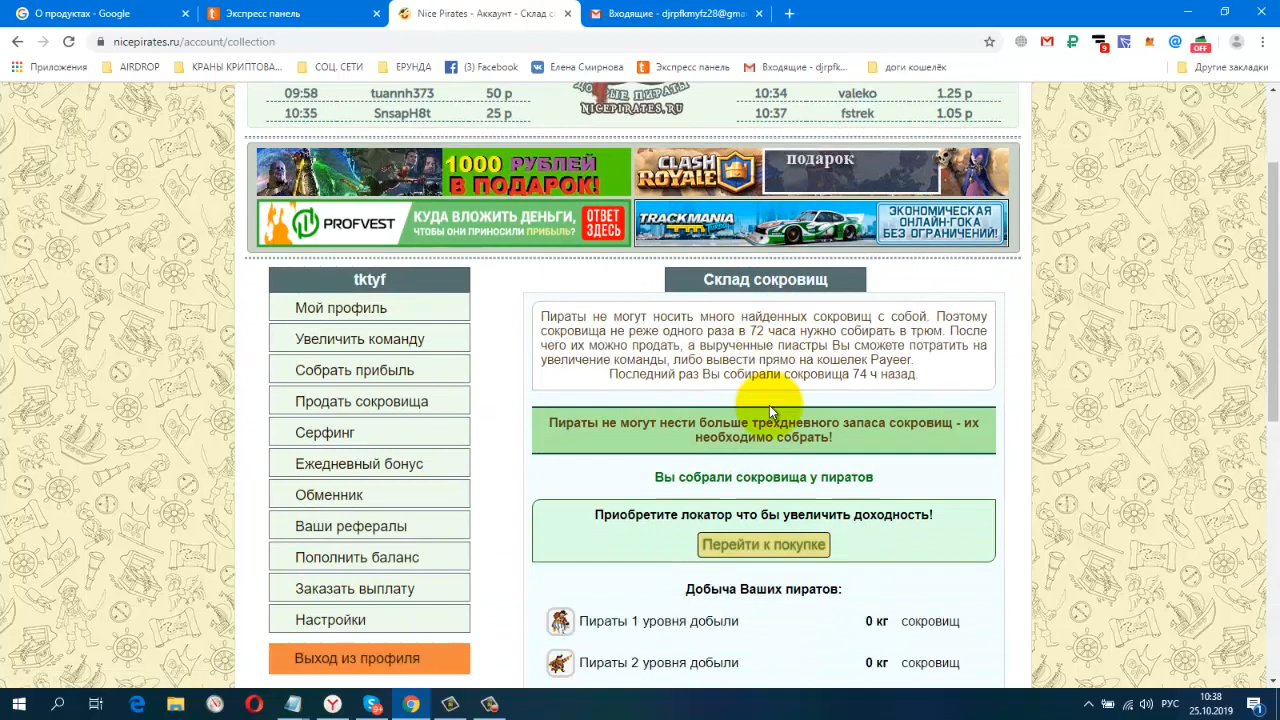 доги - Google
Экспресс панель
Nice Pirates - Аккаунт - Склад с
Входящие - djrpfkmyfz28@gma
nicepirates.ru/account/collection
9
OFF
Приложения
AIRDROP
КРАНЫ КРИПТОВА...
СОЦ. СЕТИ
ЕРУНДА
(3) Facebook
Елена Смирнова
Экспресс панель
Входящие - djrpfk...
доги кошелёк
Другие закладки
09:58 tuannh373 50 р
10:35 SnsapH8t 25 р
NICEPIRATES.RU
10:34 valeko 1.25 р
10:37 fstrek 1.05 р
1000 РУБЛЕЙ
В ПОДАРОК!
CLASH
ROYALE
подарок
PROFVEST
КУДА ВЛОЖИТЬ ДЕНЬГИ,
ЧТОБЫ ОНИ ПРИНОСИЛИ ПРИБЫЛЬ?
ОТВЕТ
ЗДЕСЬ
TRACKMANIA
ЭКОНОМИЧЕСКАЯ
ОНЛАЙН-ГОКА
БЕЗ ОГРАНИЧЕНИЙ!
tktyf
Мой профиль
Увеличить команду
Собрать прибыль
Продать сокровища
Серфинг
Ежедневный бонус
Обменник
Ваши рефералы
Пополнить баланс
Заказать выплату
Настройки
Выход из профиля
Склад сокровищ
Пираты не могут носить много найденных сокровищ с собой. Поэтому
сокровища не реже одного раза в 72 часа нужно собирать в трюм. После
чего их можно продать, а вырученные пиастры Вы сможете потратить на
увеличение команды, либо вывести прямо на кошелек Payeer.
Последний раз Вы собирали сокровища 74 ч назад.
Пираты не могут нести больше трехдневного запаса сокровищ - их
необходимо собрать!
Вы собрали сокровища у пиратов
Приобретите локатор что бы увеличить доходность!
Перейти к покупке
Добыча Ваших пиратов:
Пираты 1 уровня добыли 0 кг сокровищ
Пираты 2 уровня добыли 0 кг сокровищ
РУС
10:38
25.10.2019